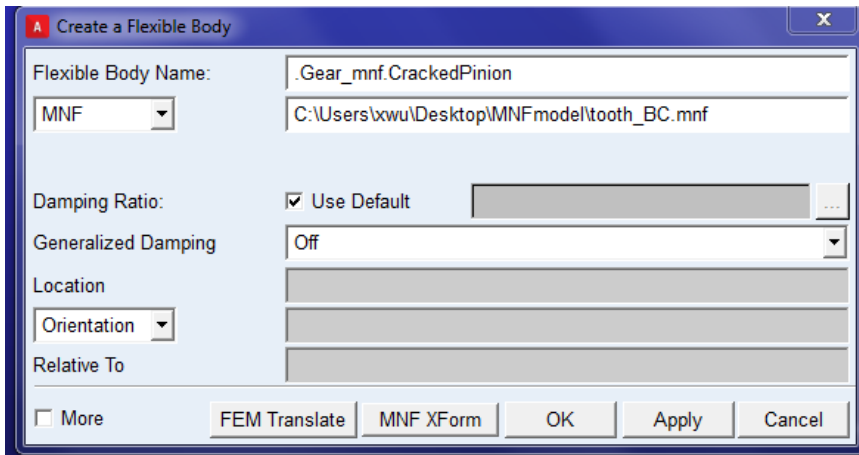 A Create a Flexible Body X
Flexible Body Name: .Gear_mnf.CrackedPinion
MNF C:\Users\xwu\Desktop\MNFmodel\tooth_BC.mnf
Damping Ratio: Use Default ...
Generalized Damping Off
Location
Orientation
Relative To
More FEM Translate MNF XForm OK Apply Cancel